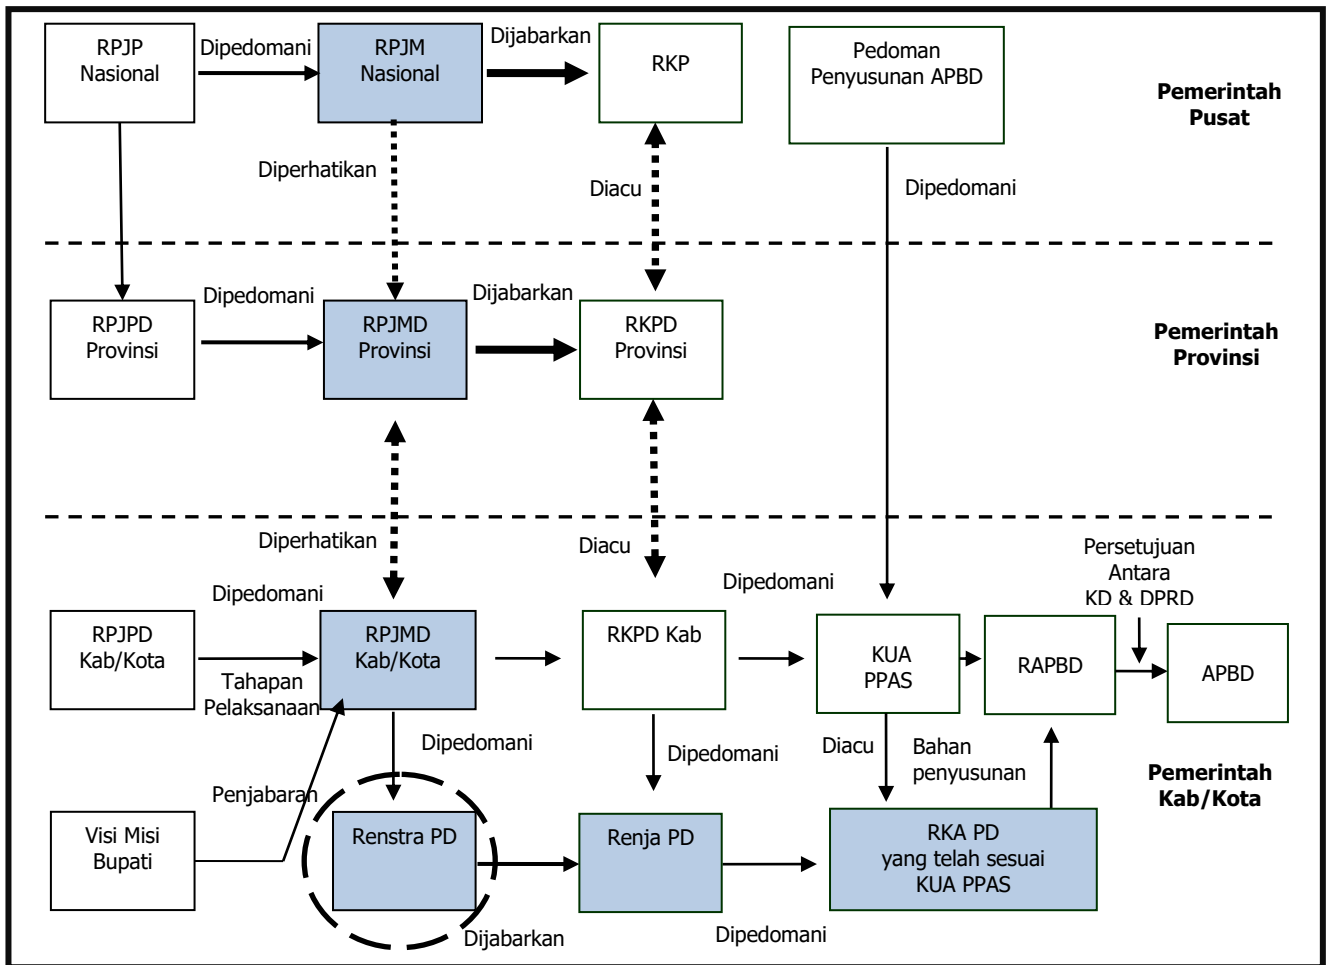 RPJP
Nasional
Dipedomani
RPJM
Nasional
Dijabarkan
RKP
Pedoman
Penyusunan APBD
Pemerintah
Pusat
Diperhatikan
Diacu
Dipedomani
RPJPD
Provinsi
Dipedomani
RPJMD
Provinsi
Dijabarkan
RKPD
Provinsi
Pemerintah
Provinsi
Diperhatikan
Diacu
Persetujuan
Antara
KD & DPRD
Dipedomani
Dipedomani
RPJPD
Kab/Kota
Tahapan
Pelaksanaan
RPJMD
Kab/Kota
RKPD Kab
KUA
PPAS
RAPBD
APBD
Dipedomani
Dipedomani
Diacu
Bahan
penyusunan
Pemerintah
Kab/Kota
Penjabaran
Visi Misi
Bupati
Renstra PD
Renja PD
RKA PD
yang telah sesuai
KUA PPAS
Dijabarkan
Dipedomani